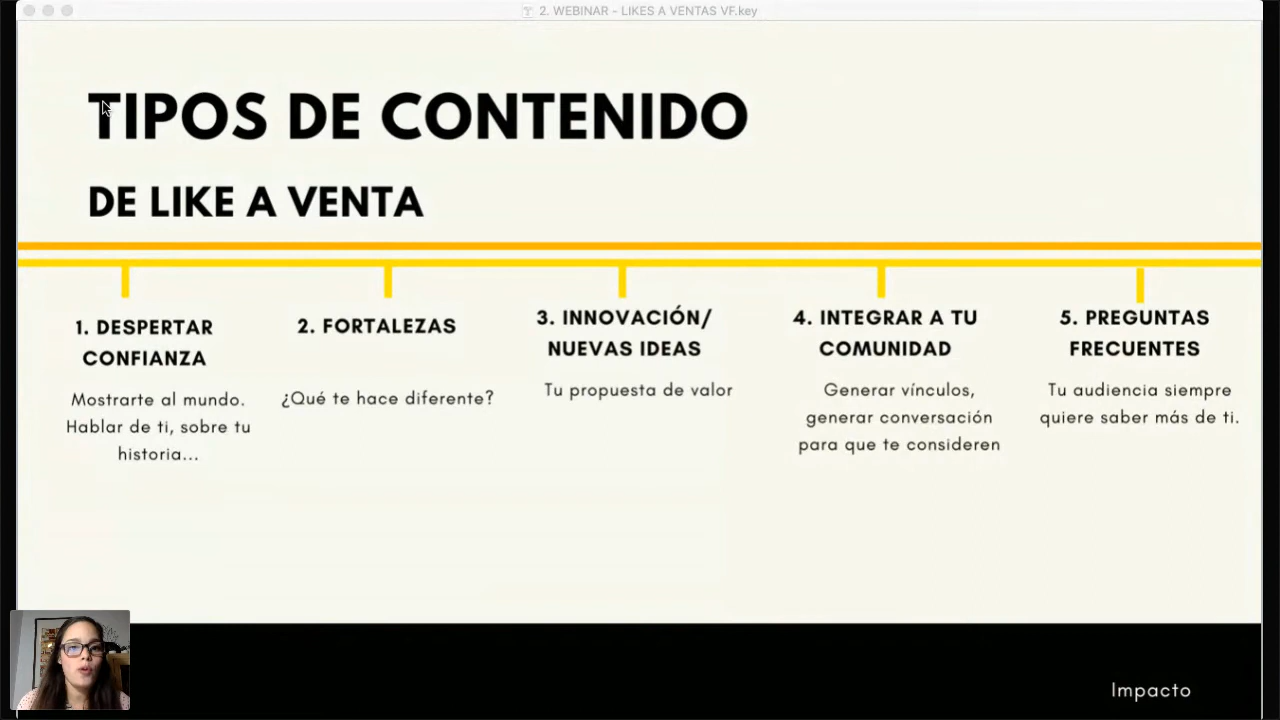 2. WEBINAR - LIKES A VENTAS VF.key
TIPOS DE CONTENIDO
DE LIKE A VENTA
1. DESPERTAR
CONFIANZA
Mostrarte al mundo.
Hablar de ti, sobre tu
historia...
2. FORTALEZAS
¿Qué te hace diferente?
3. INNOVACIÓN/
NUEVAS IDEAS
Tu propuesta de valor
4. INTEGRAR A TU
COMUNIDAD
Generar vínculos,
generar conversación
para que te consideren
5. PREGUNTAS
FRECUENTES
Tu audiencia siempre
quiere saber más de ti.
Impacto